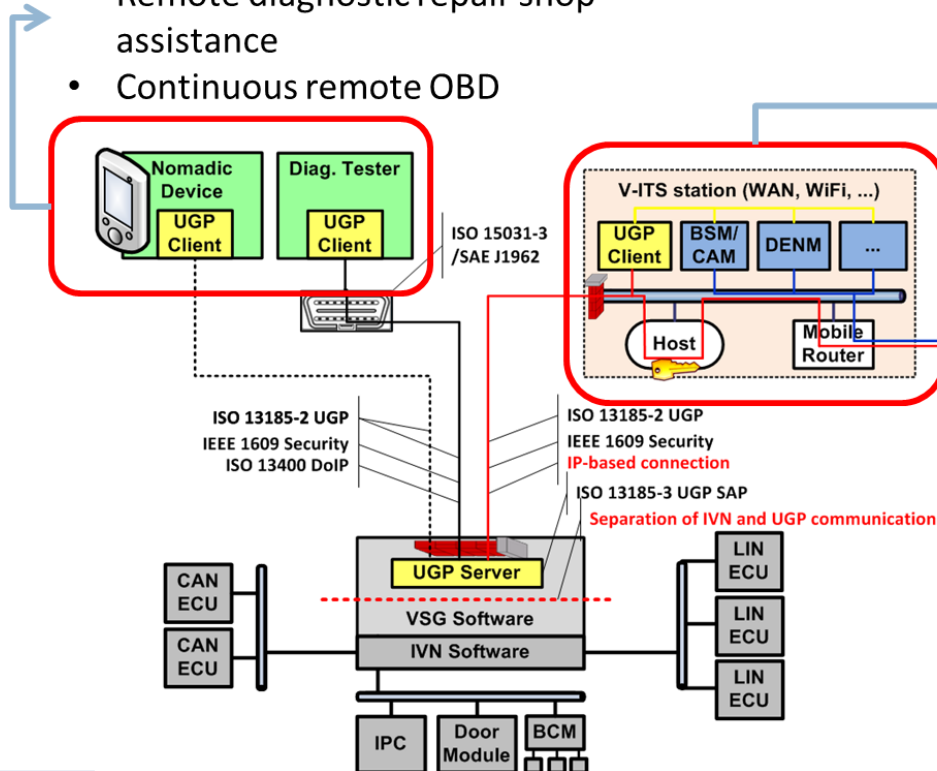 Remote diagnostic repair shop
assistance
• Continuous remote OBD
Nomadic
Device
UGP
Client
Diag. Tester
UGP
Client
ISO 15031-3
/SAE J1962
V-ITS station (WAN, WiFi, ...)
UGP
Client
BSM/
CAM
DENM
...
Host
Mobile
Router
ISO 13185-2 UGP
IEEE 1609 Security
ISO 13400 DoIP
ISO 13185-2 UGP
IEEE 1609 Security
IP-based connection
ISO 13185-3 UGP SAP
Separation of IVN and UGP communication
UGP Server
VSG Software
IVN Software
CAN
ECU
CAN
ECU
LIN
ECU
LIN
ECU
LIN
ECU
IPC
Door
Module
BCM